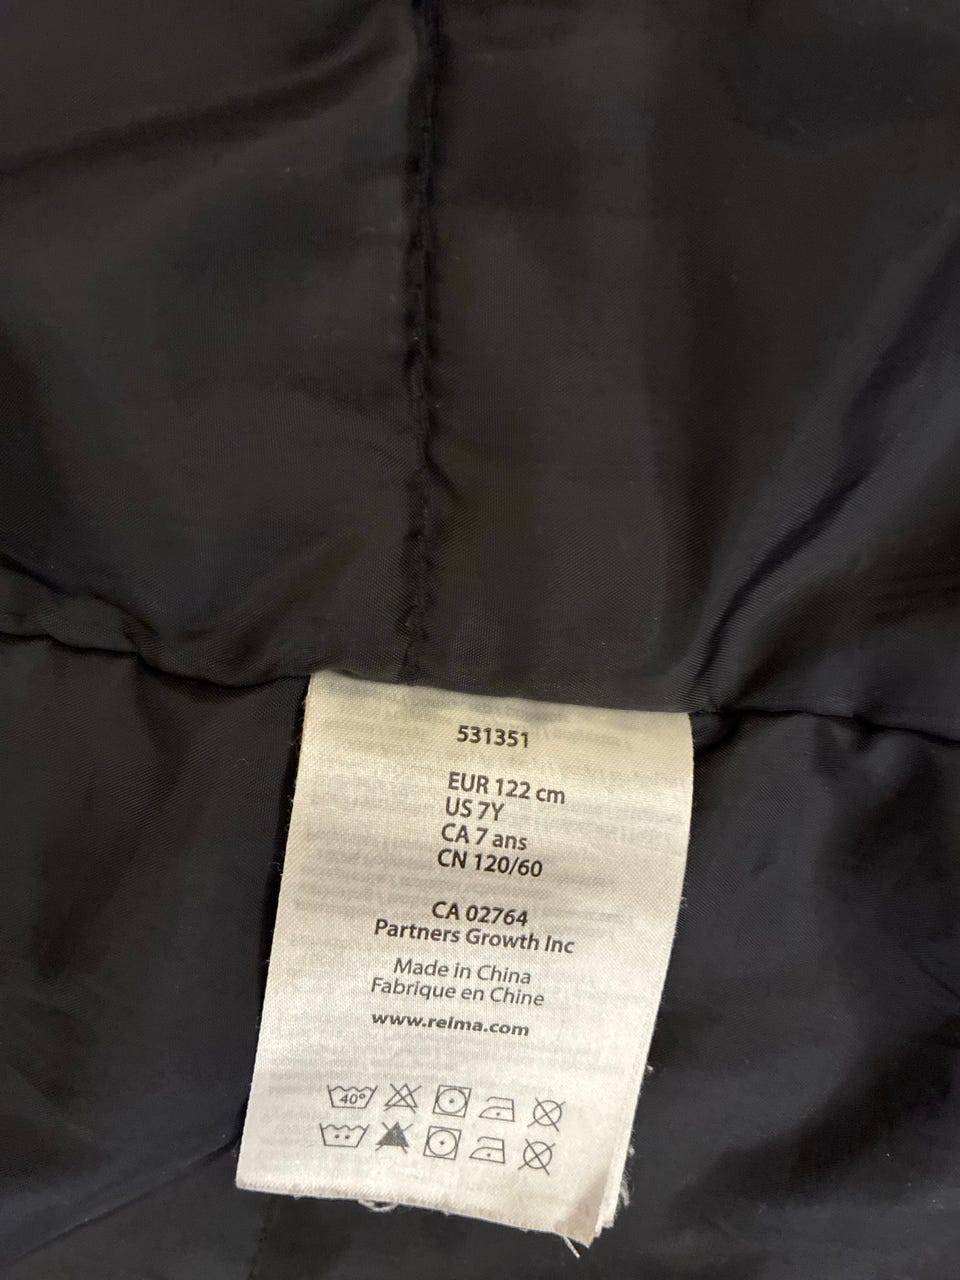 531351
EUR 122 cm
US 7Y
CA 7 ans
CN 120/60
CA 02764
Partners Growth Inc
Made in China
Fabrique en Chine
www.reima.com
40°